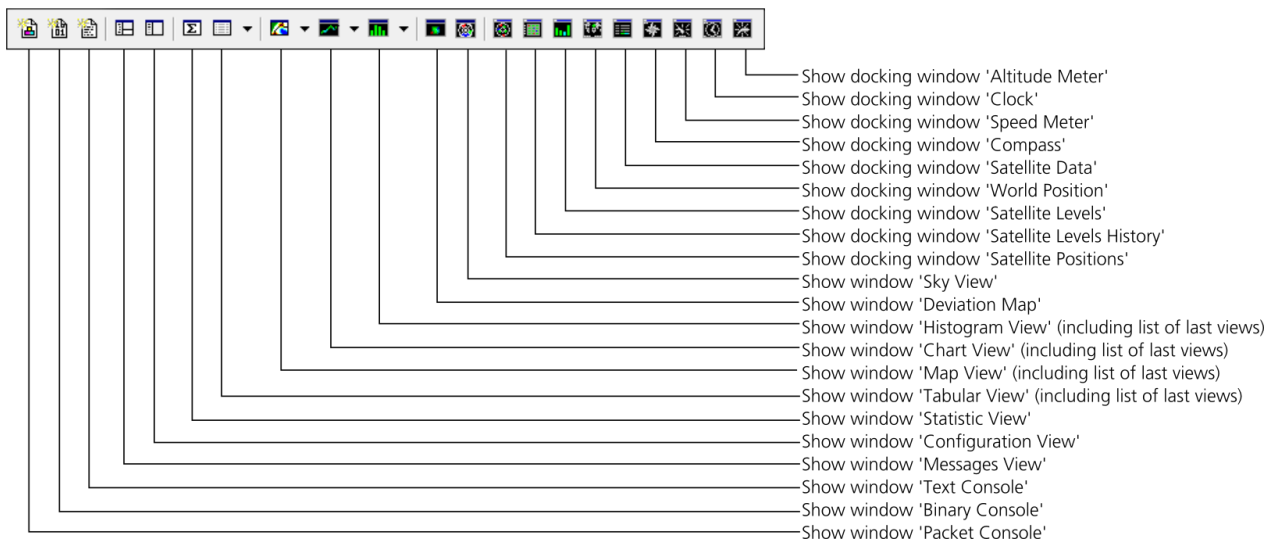 Show docking window 'Altitude Meter'
Show docking window 'Clock'
Show docking window 'Speed Meter'
Show docking window 'Compass'
Show docking window 'Satellite Data'
Show docking window 'World Position'
Show docking window 'Satellite Levels'
Show docking window 'Satellite Levels History'
Show docking window 'Satellite Positions'
Show window 'Sky View'
Show window 'Deviation Map'
Show window 'Histogram View' (including list of last views)
Show window 'Chart View' (including list of last views)
Show window 'Map View' (including list of last views)
Show window 'Tabular View' (including list of last views)
Show window 'Statistic View'
Show window 'Configuration View'
Show window 'Messages View'
Show window 'Text Console'
Show window 'Binary Console'
Show window 'Packet Console'